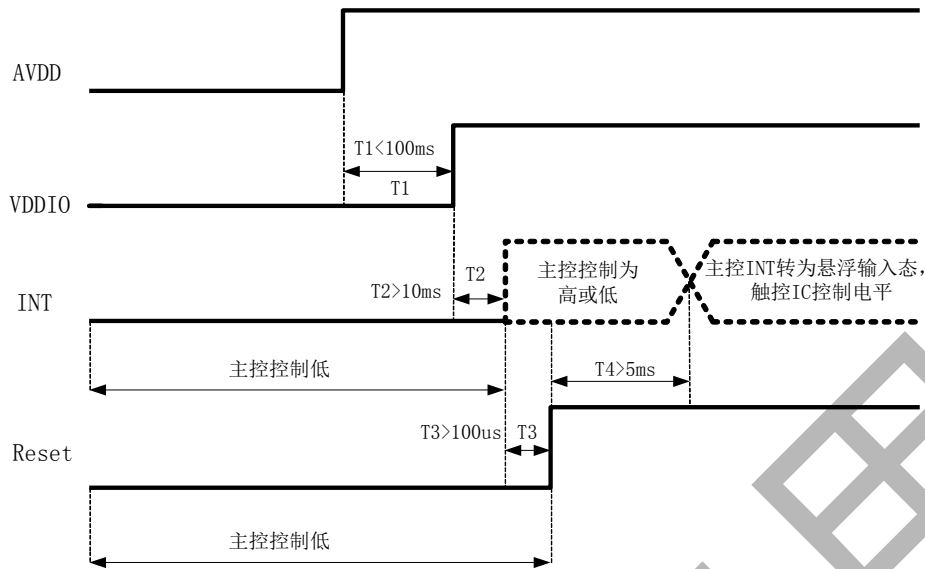 AVDD
T1<100ms
T1
VDDIO
T2
T2>10ms
主控控制为
高或低
主控INT转为悬浮输入态,
触控IC控制电平
INT
主控控制低
T4>5ms
T3>100us
T3
Reset
主控控制低